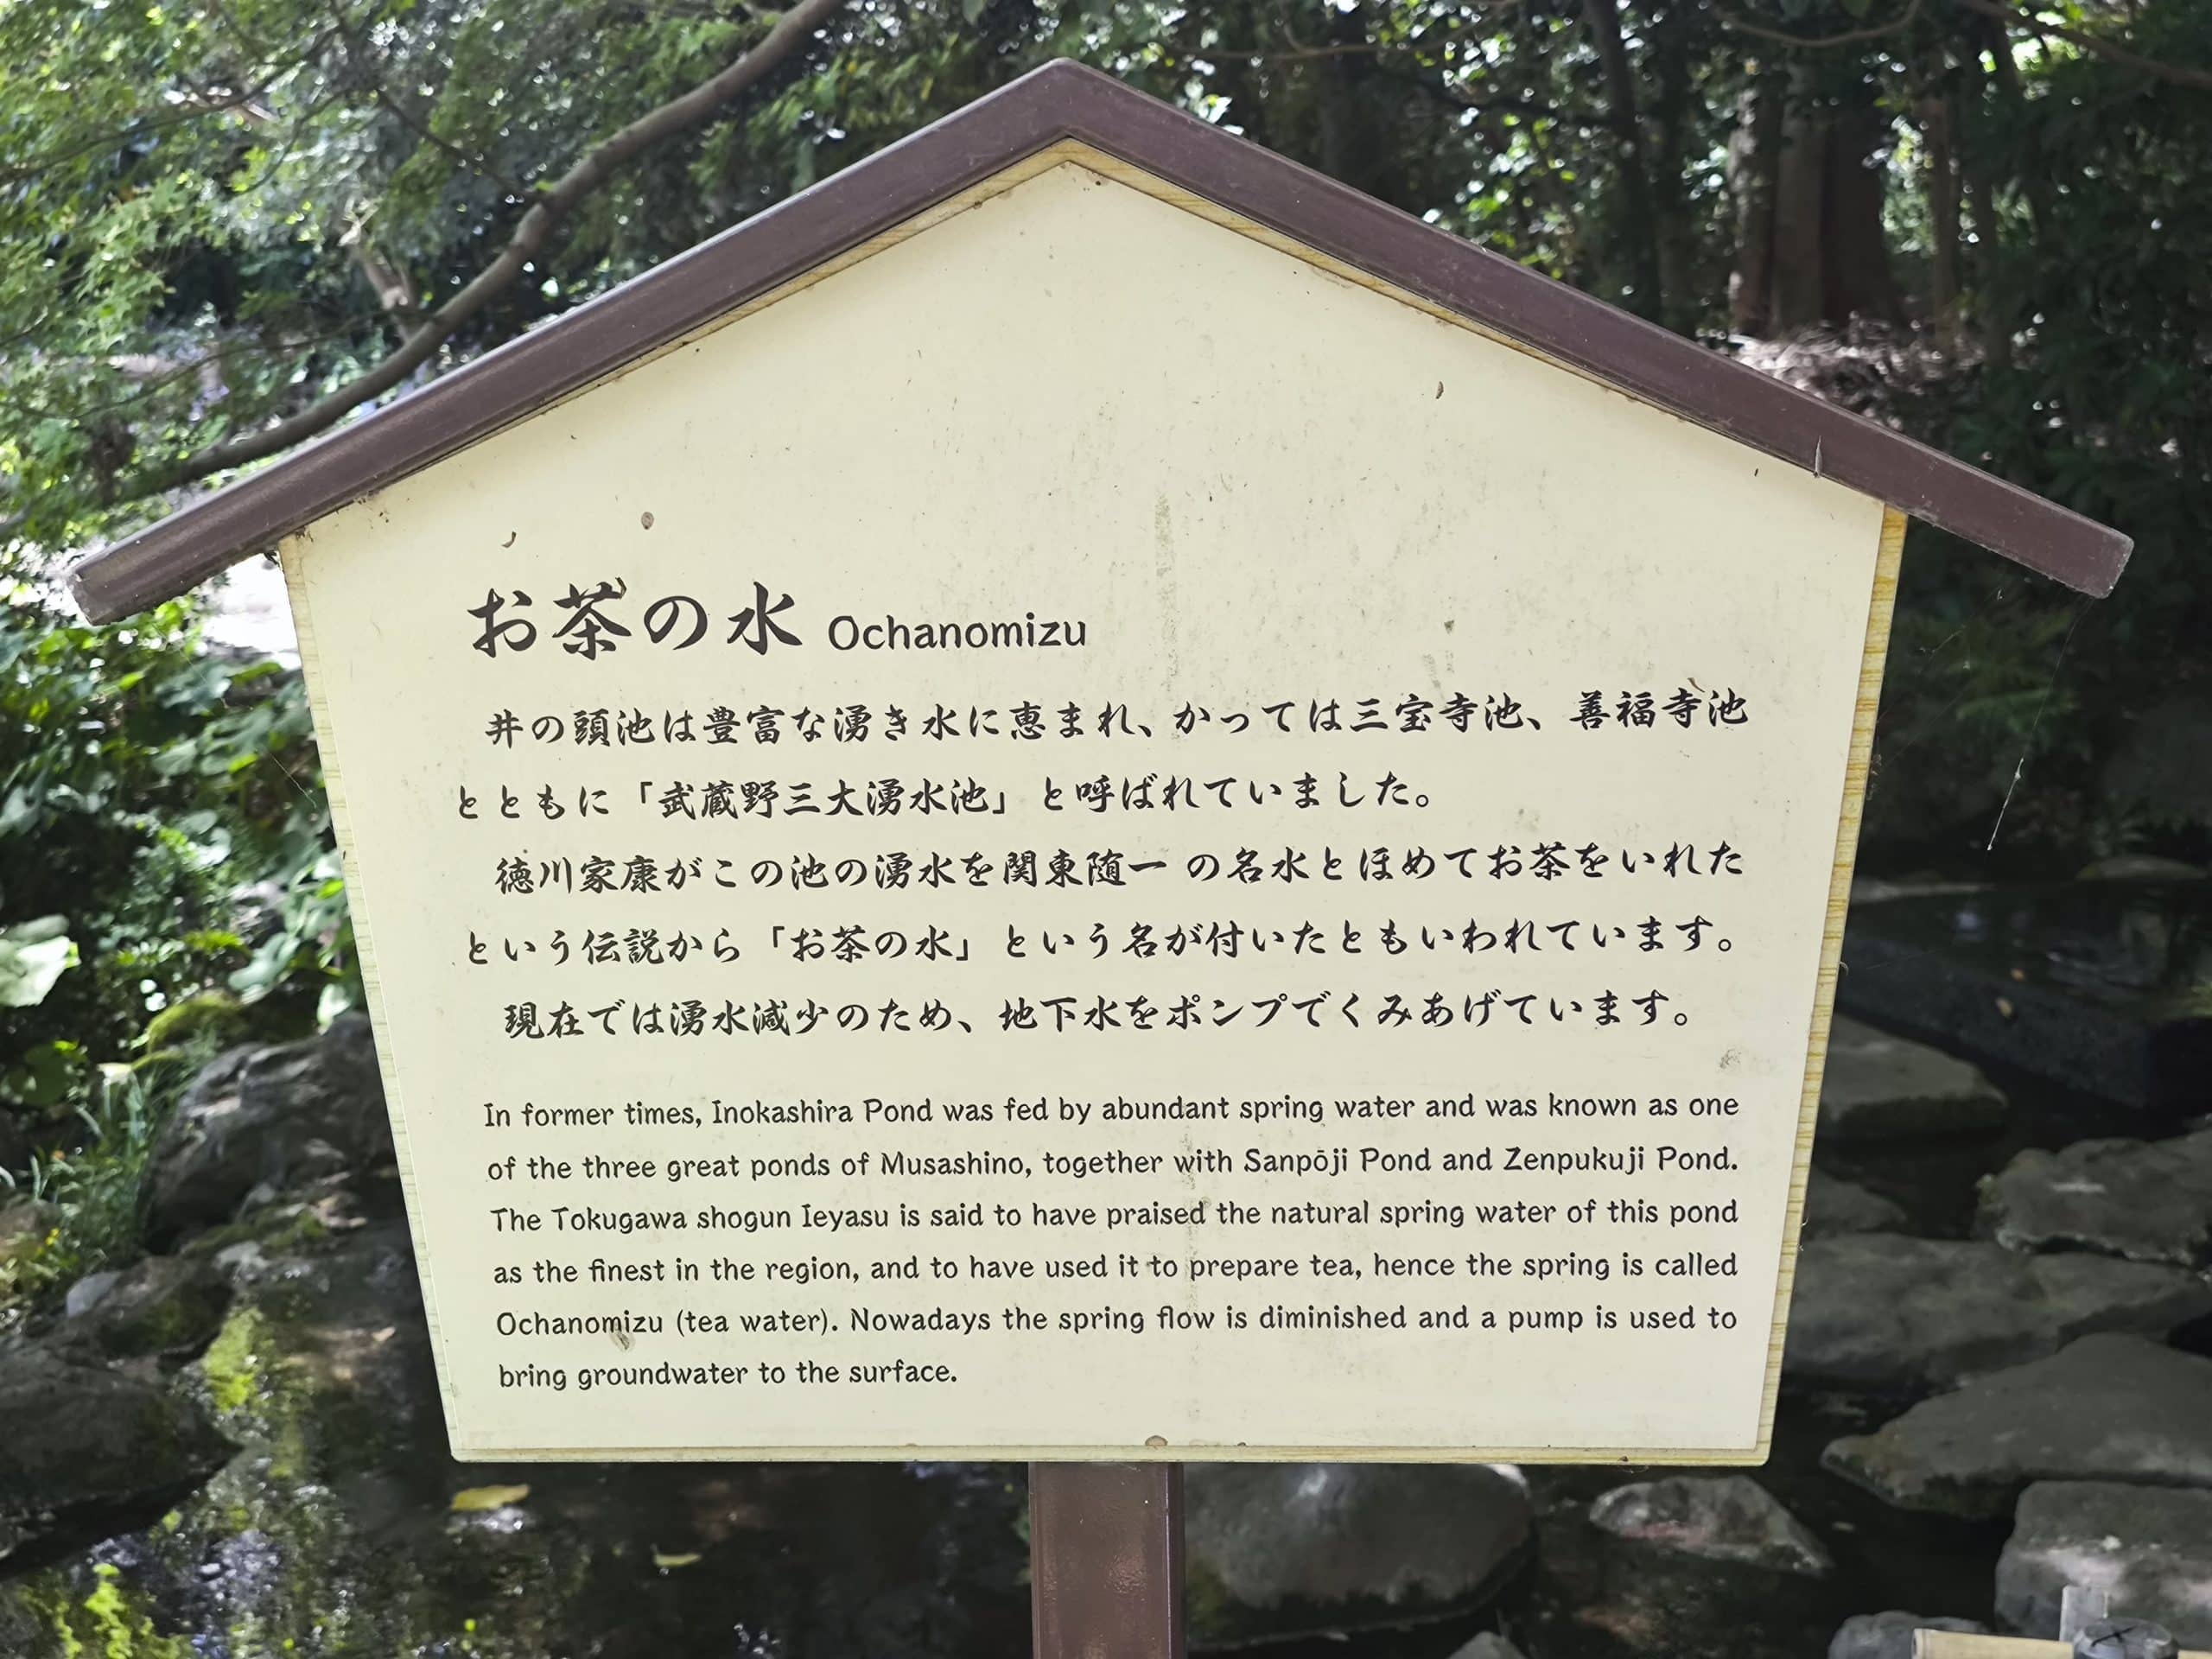 お茶の水 Ochanomizu
井の頭池は豊富な湧き水に恵まれ、かっては三宝寺池、善福寺池
とともに「武蔵野三大湧水池」と呼ばれていました。
徳川家康がこの池の湧水を関東随一の名水とほめてお茶をいれた
という伝説から「お茶の水」という名が付いたともいわれています。
現在では湧水減少のため、地下水をポンプでくみあげています。
In former times, Inokashira Pond was fed by abundant spring water and was known as one
of the three great ponds of Musashino, together with Sanpōji Pond and Zenpukuji Pond.
The Tokugawa shogun Ieyasu is said to have praised the natural spring water of this pond
as the finest in the region, and to have used it to prepare tea, hence the spring is called
Ochanomizu (tea water). Nowadays the spring flow is diminished and a pump is used to
bring groundwater to the surface.